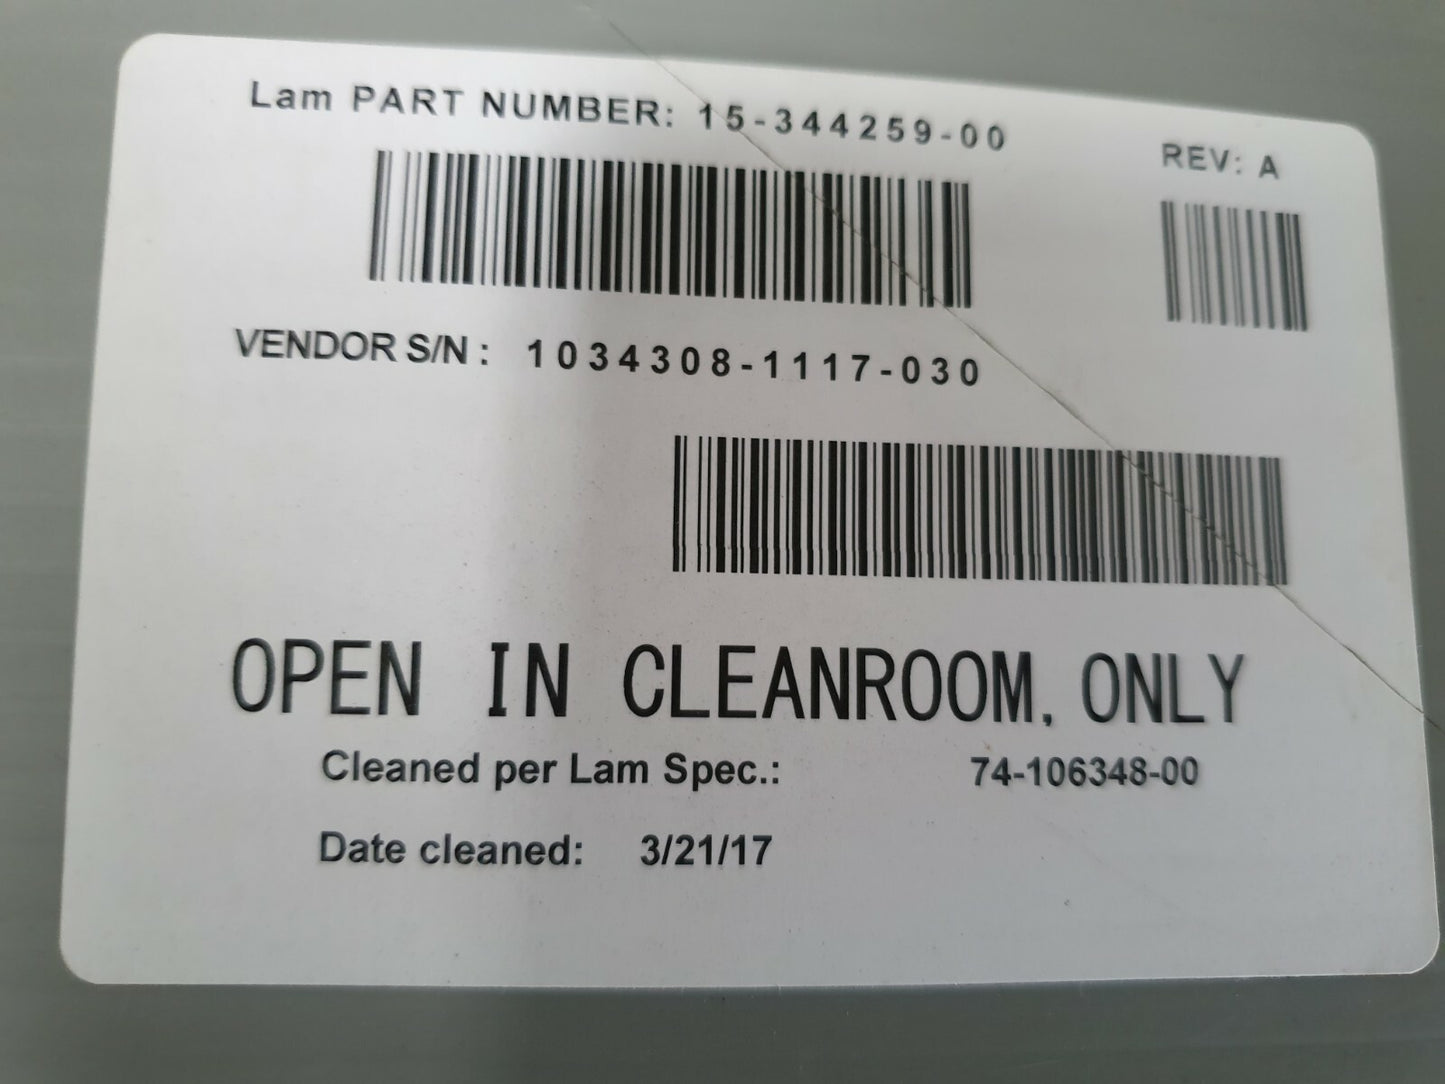 Lam PART NUMBER: 15-344259-00
REV: A
VENDOR S/N : 1034308-1117-030
OPEN IN CLEANROOM, ONLY
Cleaned per Lam Spec.: 74-106348-00
Date cleaned: 3/21/17